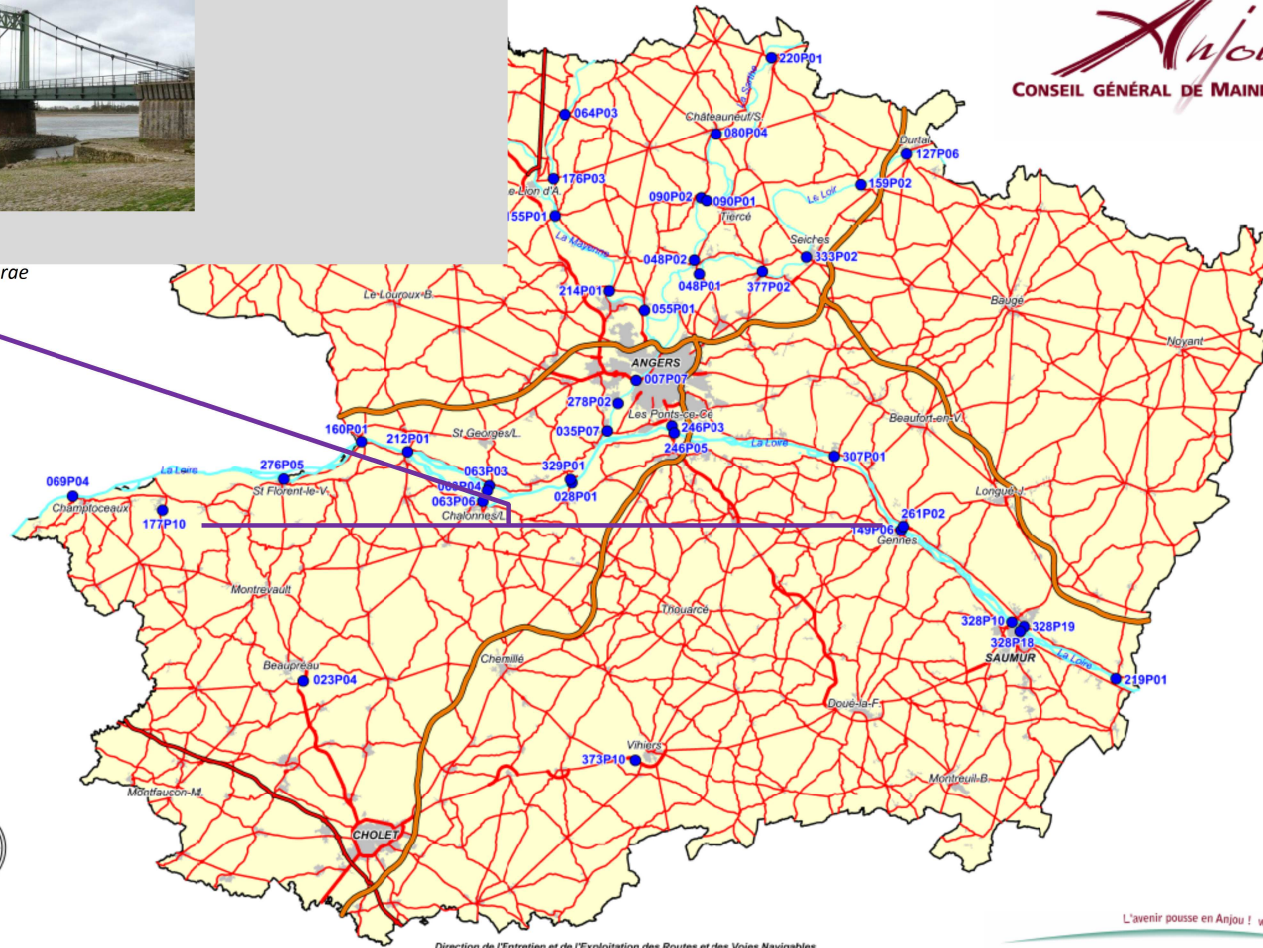 Anjou
CONSEIL GÉNÉRAL DE MAINE
rae
220P01
La Sarthe
064P03
Châteauneuf/S
080P04
Durtal
127P06
176P03
e-Lion d'A.
159P02
Le Loir
090P02
090P01
Tiercé
155P01
La Mayenne
Seiches
333P02
048P02
048P01
377P02
Le Louroux-B
214P01
055P01
Baugé
Noyant
ANGERS
007P07
278P02
Les Ponts-ce-Cé
Beaufort-en-V.
160P01
212P01
St Georges/L.
035P07
246P03
246P05
La Loire
307P01
La Loire
276P05
063P03
329P01
069P04
St Florent-le-V.
063P06
028P01
Longué-J.
Champtoceaux
177P10
Chalonnes/L
261P02
149P06
Gennes
Montrevault
Thouarcé
328P10
328P19
328P18
SAUMUR
La Loire
Chemillé
Beaupréau
023P04
219P01
Doué-la-F.
Vihiers
373P10
Montreuil-B.
Montfaucon-M.
CHOLET
L'avenir pousse en Anjou ! w
Direction de l'Entretien et de l'Exploitation des Routes et des Voies Navigables